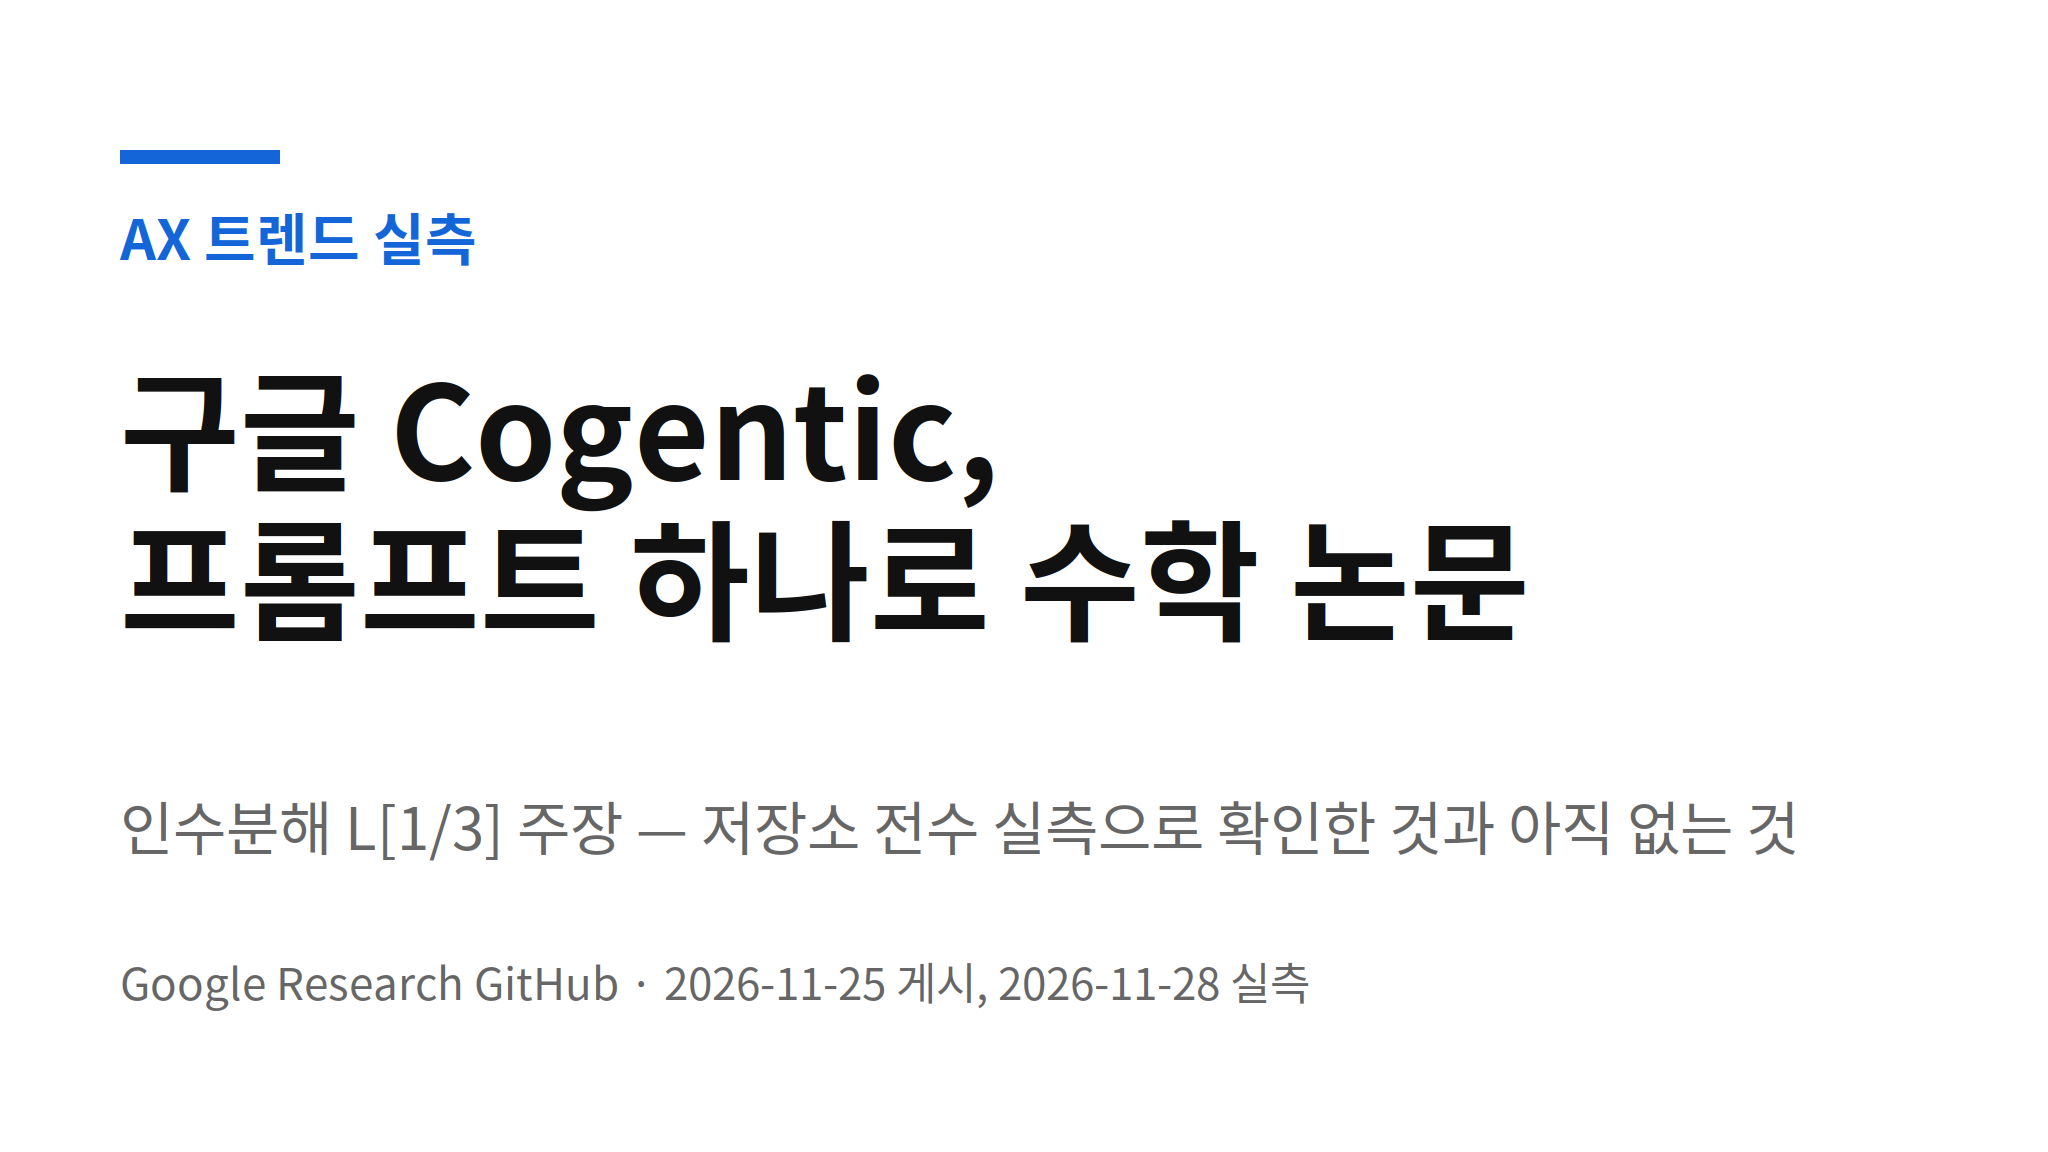 AX 트렌드 실측
구글 Cogentic,
프롬프트 하나로 수학 논문
인수분해 L[1/3] 주장 — 저장소 전수 실측으로 확인한 것과 아직 없는 것
Google Research GitHub · 2026-11-25 게시, 2026-11-28 실측